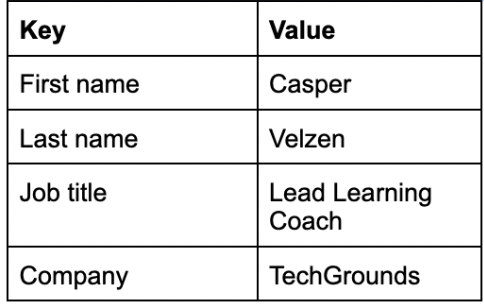 Key Value
First name Casper
Last name Velzen
Job title Lead Learning
Coach
Company TechGrounds